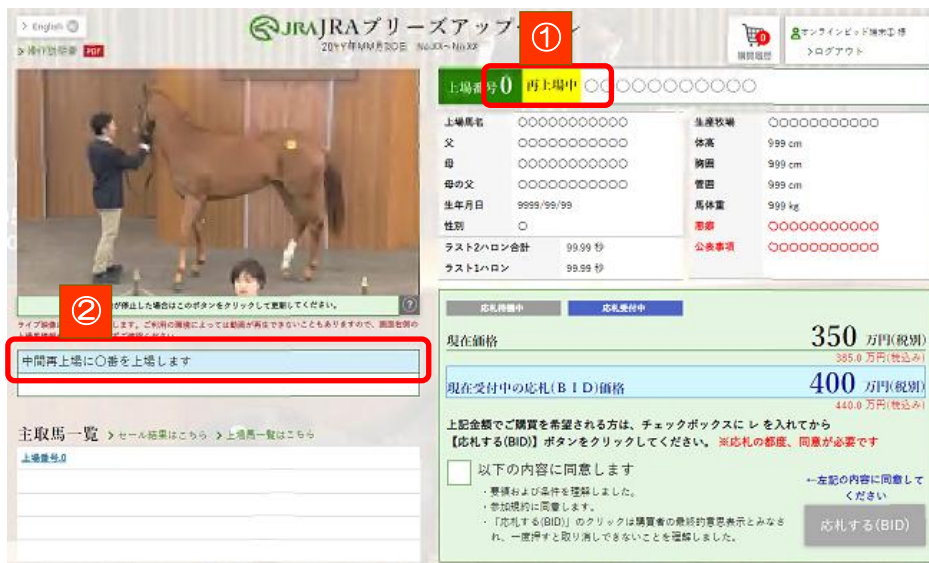 > English
> 操作説明書 PDF
JRA JRAブリーズアップ
20YY年MM月DD日 No.XX～No.XX
①
0
購買履歴
オンラインビッド端末工 様
>ログアウト
上場番号 0 再上場中 〇〇〇〇〇〇〇〇〇〇〇
上場馬名 〇〇〇〇〇〇〇〇〇〇〇
父 〇〇〇〇〇〇〇〇〇〇〇
母 〇〇〇〇〇〇〇〇〇〇〇
母の父 〇〇〇〇〇〇〇〇〇〇〇
生年月日 9999/99/99
性別 〇
ラスト2ハロン合計 99.99 秒
ラスト1ハロン 99.99 秒
生産牧場 〇〇〇〇〇〇〇〇〇〇〇
体高 999 cm
胸囲 999 cm
管囲 999 cm
馬体重 999 kg
悪癖 〇〇〇〇〇〇〇〇〇〇〇
公表事項 〇〇〇〇〇〇〇〇〇〇〇
②
が停止した場合はこのボタンをクリックして更新してください。 ?
ライブ映像 します。ご利用の環境によっては動画が再生できないこともありますので、画面右側の
中間再上場に〇番を上場します
主取馬一覧 >セール結果はこちら >上場馬一覧はこちら
上場番号.0
応札待機中 応札受付中
現在価格 350 万円(税別)
385.0 万円(税込み)
現在受付中の応札(BID)価格 400 万円(税別)
440.0 万円(税込み)
上記金額でご購買を希望される方は、チェックボックスに レ を入れてから
【応札する(BID)】ボタンをクリックしてください。 ※応札の都度、同意が必要です
以下の内容に同意します
・要領および条件を理解しました。
・参加規約に同意します。
・「応札する(BID)」のクリックは購買者の最終的意思表示とみなさ
れ、一度押すと取り消しできないことを理解しました。
←左記の内容に同意して
ください
応札する(BID)